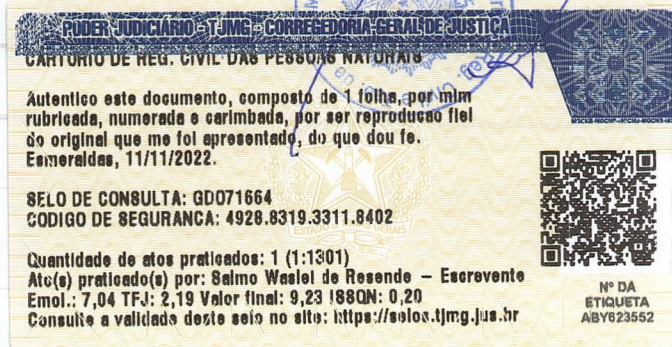 PODER JUDICIÁRIO - TJMG - CORREGEDORIA-GERAL DE JUSTIÇA
CARTORIO DE REG. CIVIL DAS PESSOAS NATURAIS
Autentico este documento, composto de 1 folha, por mim
rubricada, numerada e carimbada, por ser reproducao fiel
do original que me foi apresentado, do que dou fe.
Esmeraldas, 11/11/2022.
SELO DE CONSULTA: GDO71664
CODIGO DE SEGURANCA: 4928.8319.3311.8402
Quantidade de atos praticados: 1 (1:1301)
Ato(s) praticado(s) por: Salmo Waslei de Resende - Escrevente
Emol.: 7,04 TFJ: 2,19 Valor final: 9,23 ISSQN: 0,20
Consulte a validade deste selo no site: https://selos.tjmg.jus.br
Nº DA
ETIQUETA
ABY623552